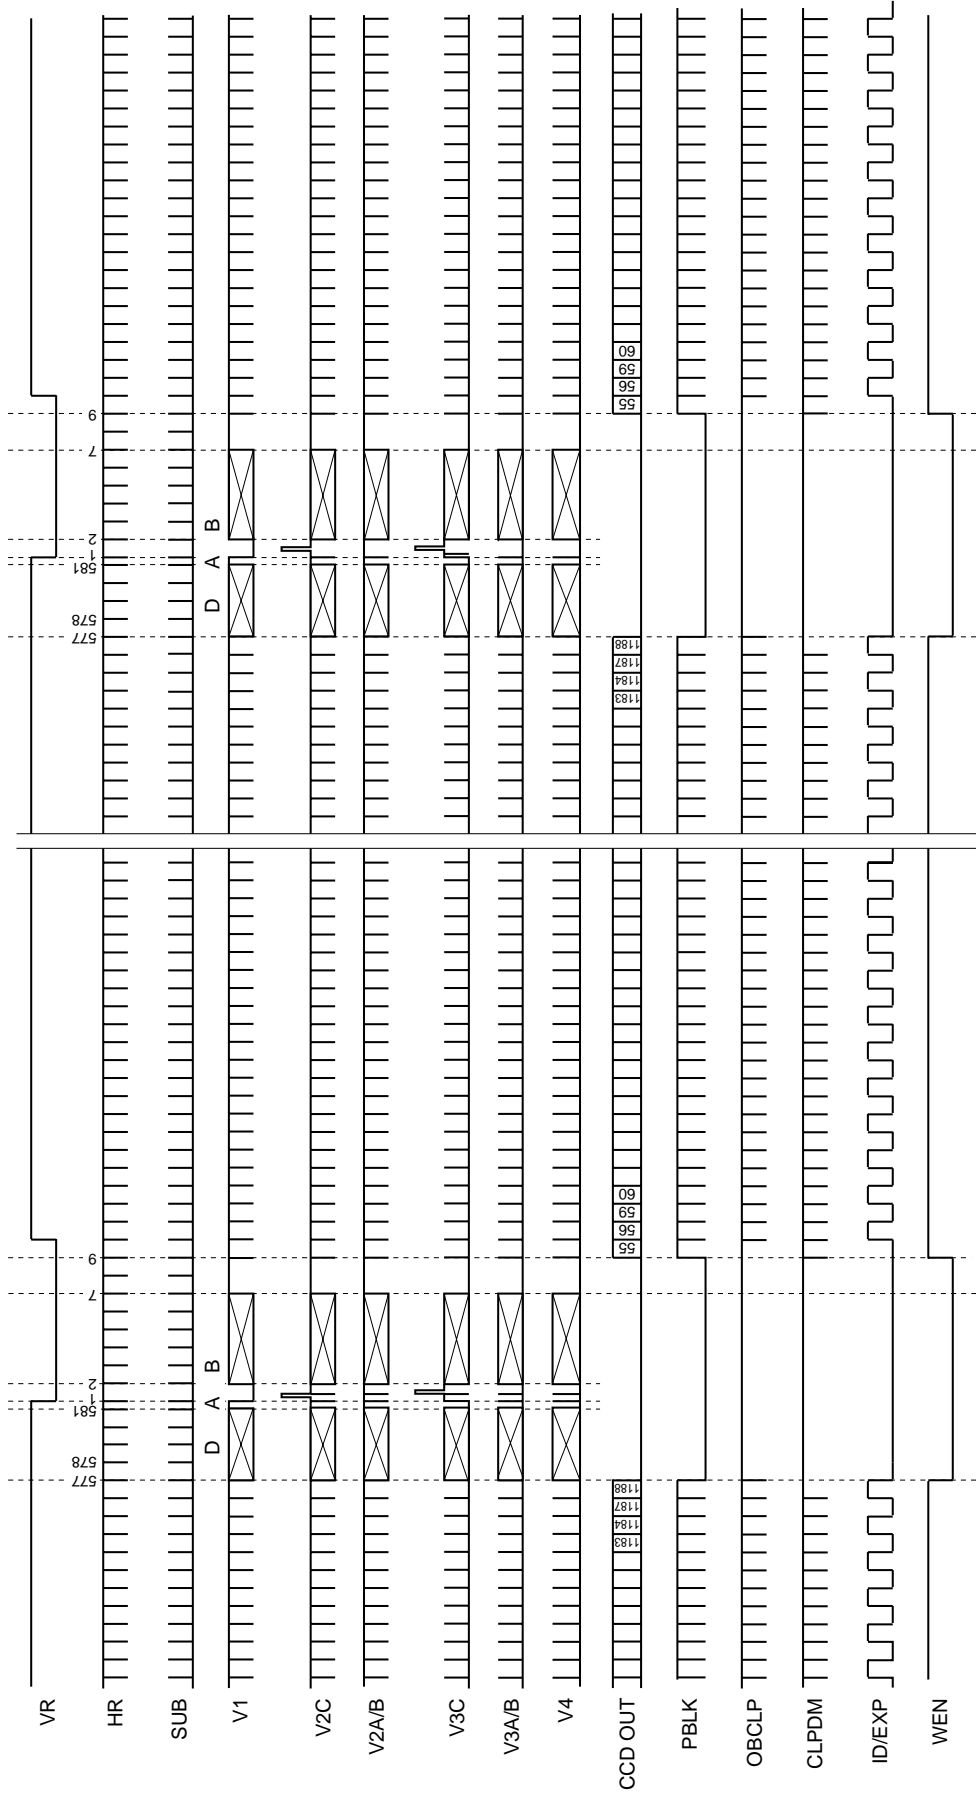 VR
577 578 581 1 2 7 9 577 578 581 1 2 7 9
HR
SUB
D A B D A B
V1
V2C
V2A/B
V3C
V3A/B
V4
CCD OUT 1183 1184 1187 1188 55 56 59 60 1183 1184 1187 1188 55 56 59 60
PBLK
OBCLP
CLPDM
ID/EXP
WEN